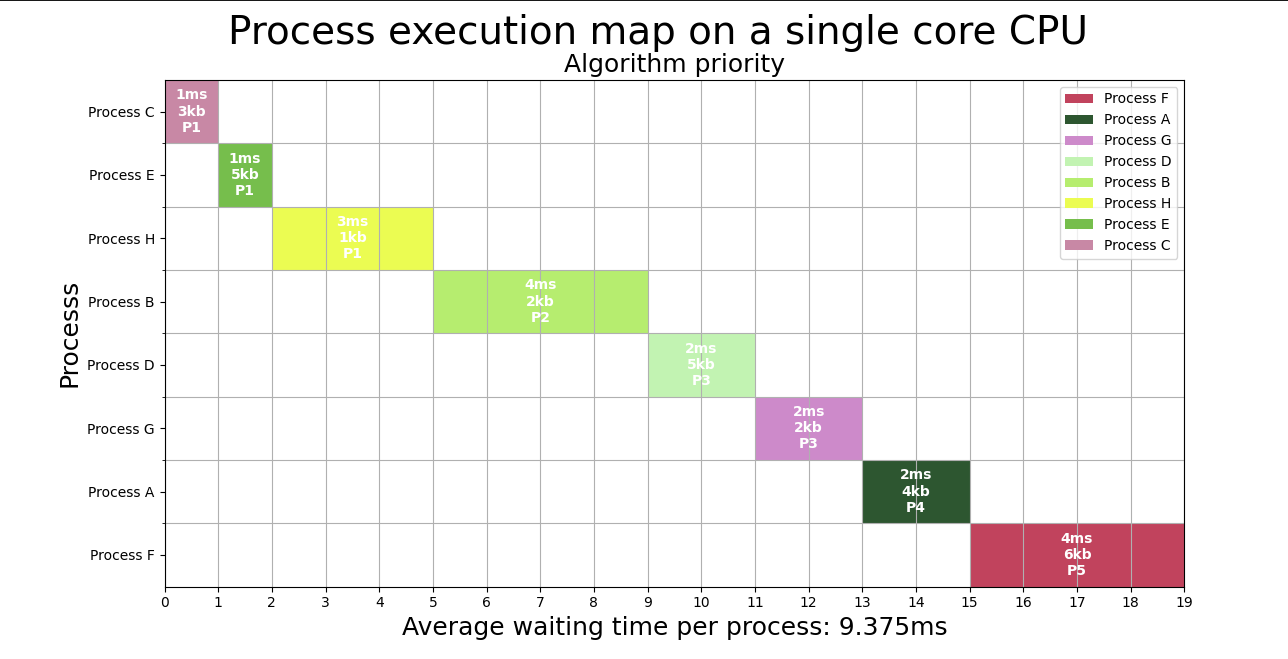 Process execution map on a single core CPU
Algorithm priority
Processs
Process C
1ms
3kb
P1
Process E
1ms
5kb
P1
Process H
3ms
1kb
P1
Process B
4ms
2kb
P2
Process D
2ms
5kb
P3
Process G
2ms
2kb
P3
Process A
2ms
4kb
P4
Process F
4ms
6kb
P5
Process F
Process A
Process G
Process D
Process B
Process H
Process E
Process C
0 1 2 3 4 5 6 7 8 9 10 11 12 13 14 15 16 17 18 19
Average waiting time per process: 9.375ms